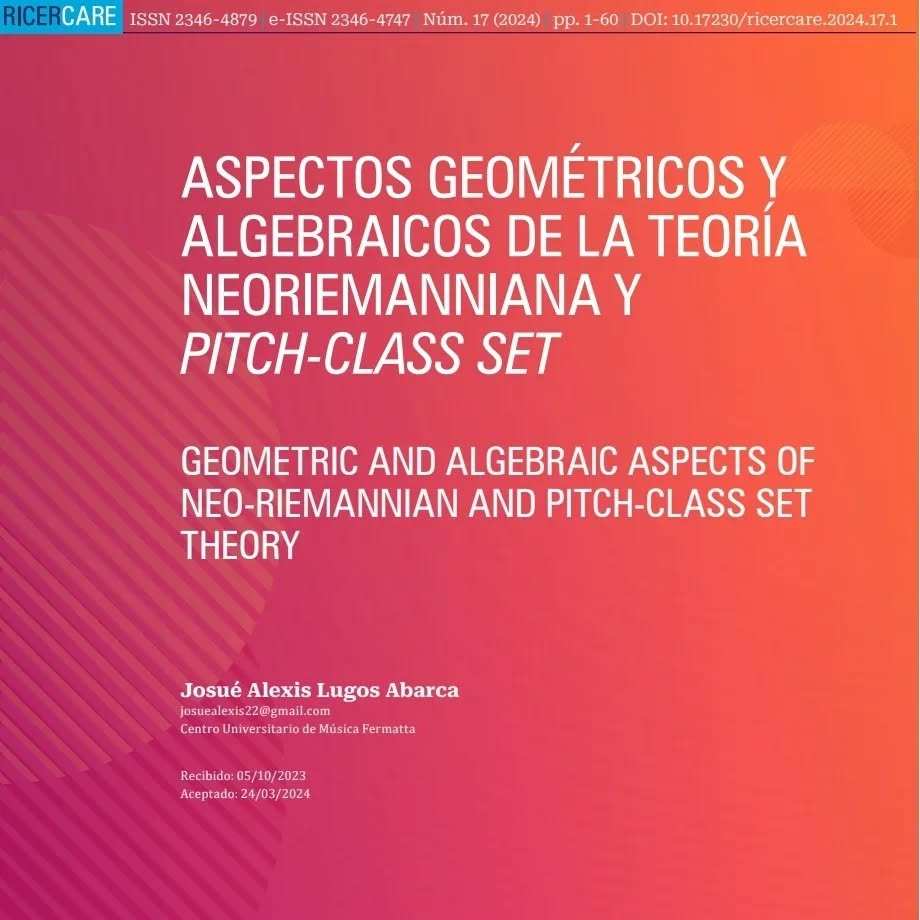 RICERCARE ISSN 2346-4879 | e-ISSN 2346-4747 | Núm. 17 (2024) | pp. 1-60 | DOI: 10.17230/ricercare.2024.17.1
ASPECTOS GEOMÉTRICOS Y
ALGEBRAICOS DE LA TEORÍA
NEORIEMANNIANA Y
PITCH-CLASS SET
GEOMETRIC AND ALGEBRAIC ASPECTS OF
NEO-RIEMANNIAN AND PITCH-CLASS SET
THEORY
Josué Alexis Lugos Abarca
josuealexis22@gmail.com
Centro Universitario de Música Fermatta
Recibido: 05/10/2023
Aceptado: 24/03/2024